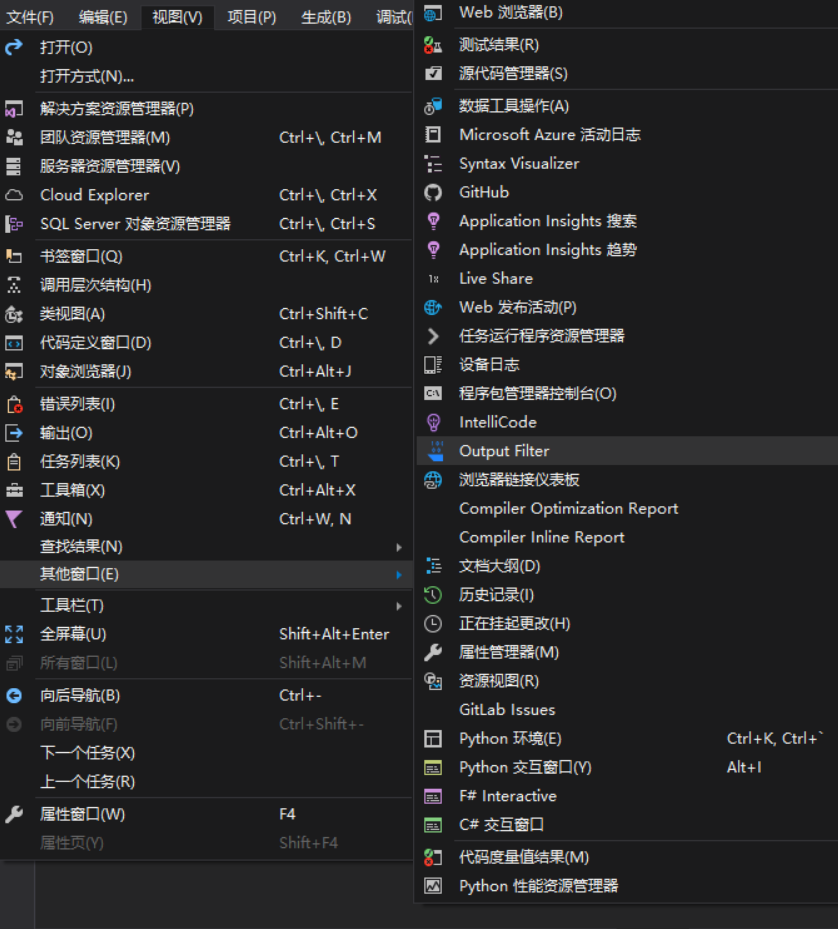 文件(F) 编辑(E) 视图(V) 项目(P) 生成(B) 调试(
打开(O)
打开方式(N)...
解决方案资源管理器(P)
团队资源管理器(M) Ctrl+\, Ctrl+M
服务器资源管理器(V)
Cloud Explorer Ctrl+\, Ctrl+X
SQL Server 对象资源管理器 Ctrl+\, Ctrl+S
书签窗口(Q) Ctrl+K, Ctrl+W
调用层次结构(H)
类视图(A) Ctrl+Shift+C
代码定义窗口(D) Ctrl+\, D
对象浏览器(J) Ctrl+Alt+J
错误列表(I) Ctrl+\, E
输出(O) Ctrl+Alt+O
任务列表(K) Ctrl+\, T
工具箱(X) Ctrl+Alt+X
通知(N) Ctrl+W, N
查找结果(N)
其他窗口(E)
工具栏(T)
全屏幕(U) Shift+Alt+Enter
所有窗口(L) Shift+Alt+M
向后导航(B) Ctrl+-
向前导航(F) Ctrl+Shift+-
下一个任务(X)
上一个任务(R)
属性窗口(W) F4
属性页(Y) Shift+F4
Web 浏览器(B)
测试结果(R)
源代码管理器(S)
数据工具操作(A)
Microsoft Azure 活动日志
Syntax Visualizer
GitHub
Application Insights 搜索
Application Insights 趋势
Live Share
Web 发布活动(P)
任务运行程序资源管理器
设备日志
程序包管理器控制台(O)
IntelliCode
Output Filter
浏览器链接仪表板
Compiler Optimization Report
Compiler Inline Report
文档大纲(D)
历史记录(I)
正在挂起更改(H)
属性管理器(M)
资源视图(R)
GitLab Issues
Python 环境(E) Ctrl+K, Ctrl+`
Python 交互窗口(Y) Alt+I
F# Interactive
C# 交互窗口
代码度量值结果(M)
Python 性能资源管理器